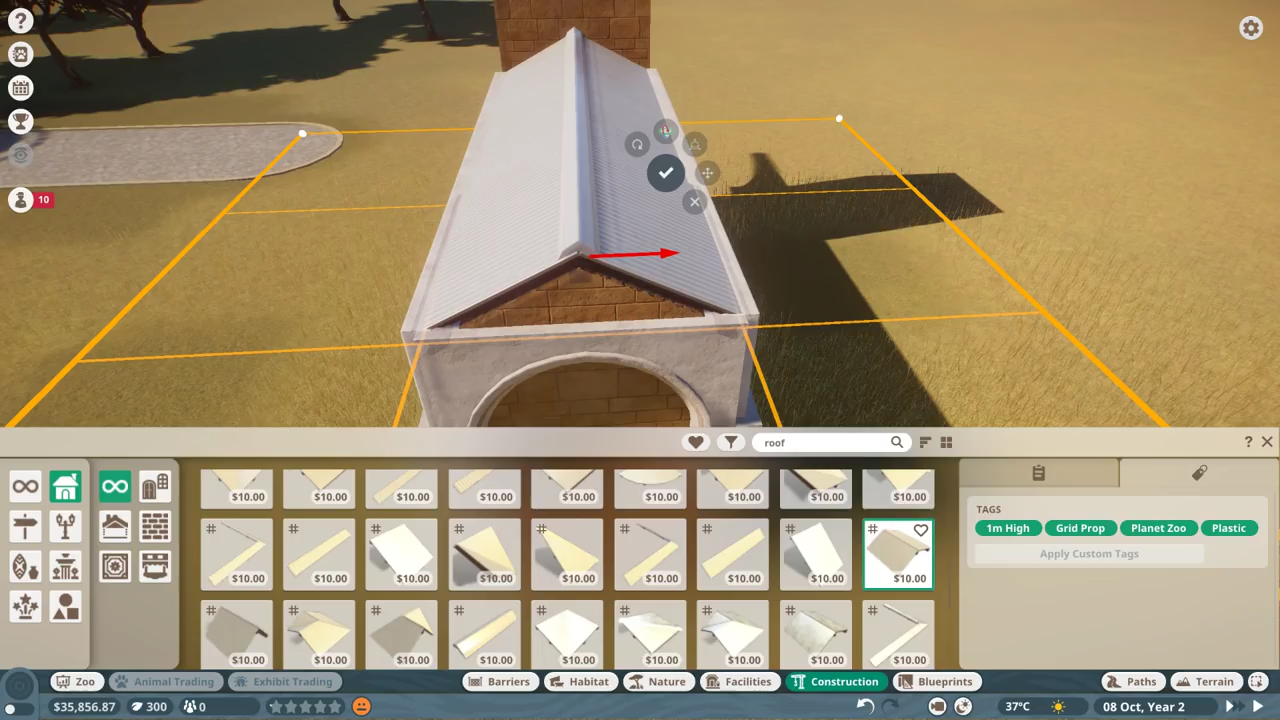 ?
10
roof
?
$10.00 $10.00 $10.00 $10.00 $10.00 $10.00 $10.00 $10.00 $10.00
# # # # # # # # #
$10.00 $10.00 $10.00 $10.00 $10.00 $10.00 $10.00 $10.00 $10.00
# # # # # # # # #
$10.00 $10.00 $10.00 $10.00 $10.00 $10.00 $10.00 $10.00 $10.00
TAGS
1m High Grid Prop Planet Zoo Plastic
Apply Custom Tags
Zoo Animal Trading Exhibit Trading Barriers Habitat Nature Facilities Construction Blueprints Paths Terrain
$35,856.87 300 0 37°C 08 Oct, Year 2